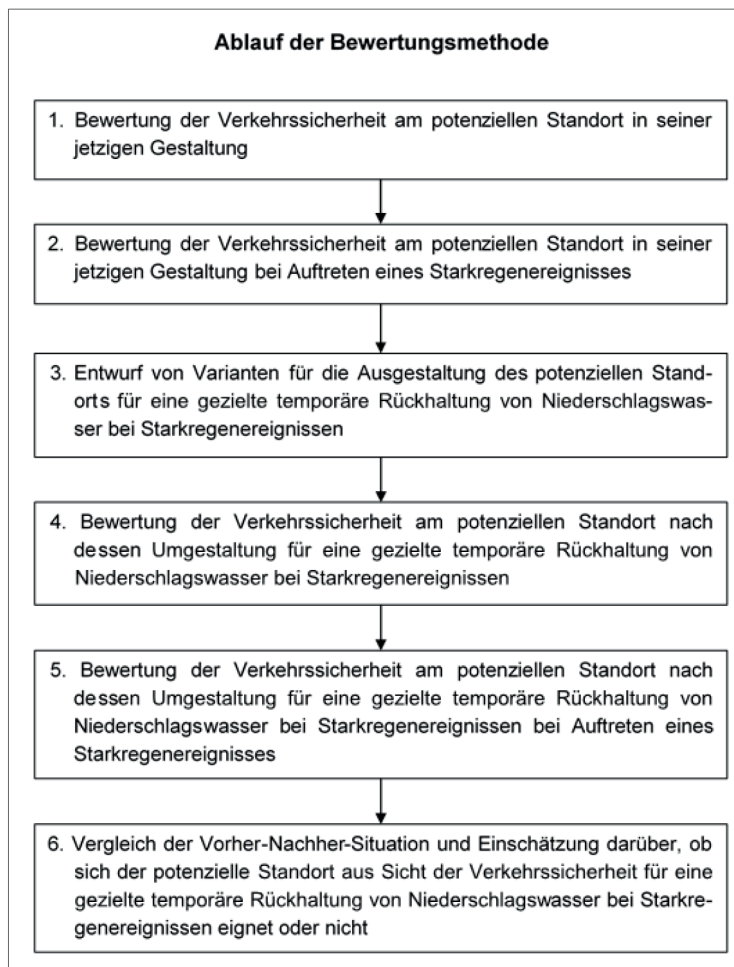 Ablauf der Bewertungsmethode
1. Bewertung der Verkehrssicherheit am potenziellen Standort in seiner
jetzigen Gestaltung
2. Bewertung der Verkehrssicherheit am potenziellen Standort in seiner
jetzigen Gestaltung bei Auftreten eines Starkregenereignisses
3. Entwurf von Varianten für die Ausgestaltung des potenziellen Stand-
orts für eine gezielte temporäre Rückhaltung von Niederschlagswas-
ser bei Starkregenereignissen
4. Bewertung der Verkehrssicherheit am potenziellen Standort nach
dessen Umgestaltung für eine gezielte temporäre Rückhaltung von
Niederschlagswasser bei Starkregenereignissen
5. Bewertung der Verkehrssicherheit am potenziellen Standort nach
dessen Umgestaltung für eine gezielte temporäre Rückhaltung von
Niederschlagswasser bei Starkregenereignissen bei Auftreten eines
Starkregenereignisses
6. Vergleich der Vorher-Nachher-Situation und Einschätzung darüber, ob
sich der potenzielle Standort aus Sicht der Verkehrssicherheit für eine
gezielte temporäre Rückhaltung von Niederschlagswasser bei Starkre-
genereignissen eignet oder nicht